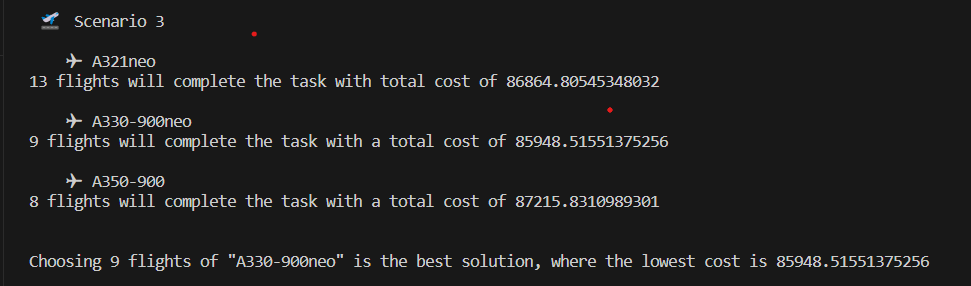 🛫 Scenario 3
✈ A321neo
13 flights will complete the task with total cost of 86864.80545348032
✈ A330-900neo
9 flights will complete the task with a total cost of 85948.51551375256
✈ A350-900
8 flights will complete the task with a total cost of 87215.8310989301
Choosing 9 flights of "A330-900neo" is the best solution, where the lowest cost is 85948.51551375256